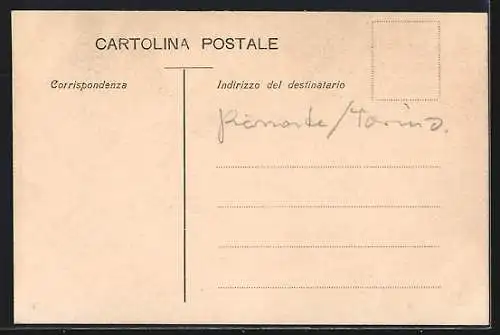 CARTOLINA POSTALE
Corrispondenza
Indirizzo del destinatario
Piemonte/Torino.